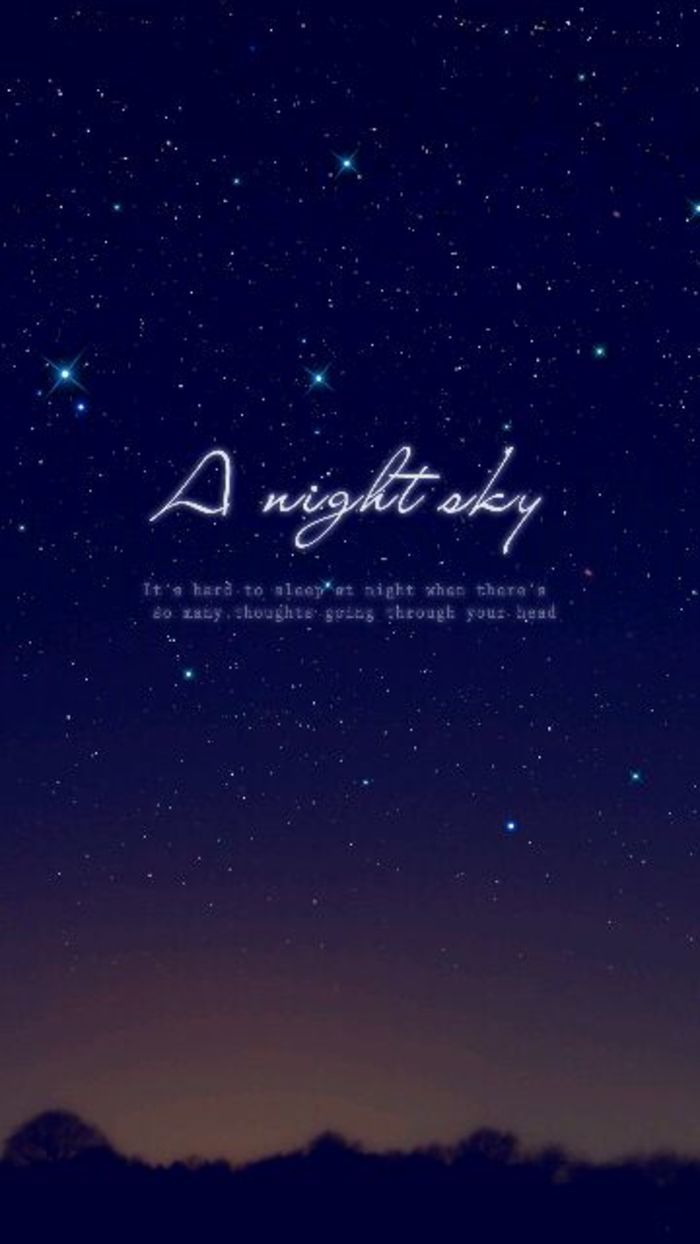 A night sky
It's hard to sleep at night when there's
so many thoughts going through your head